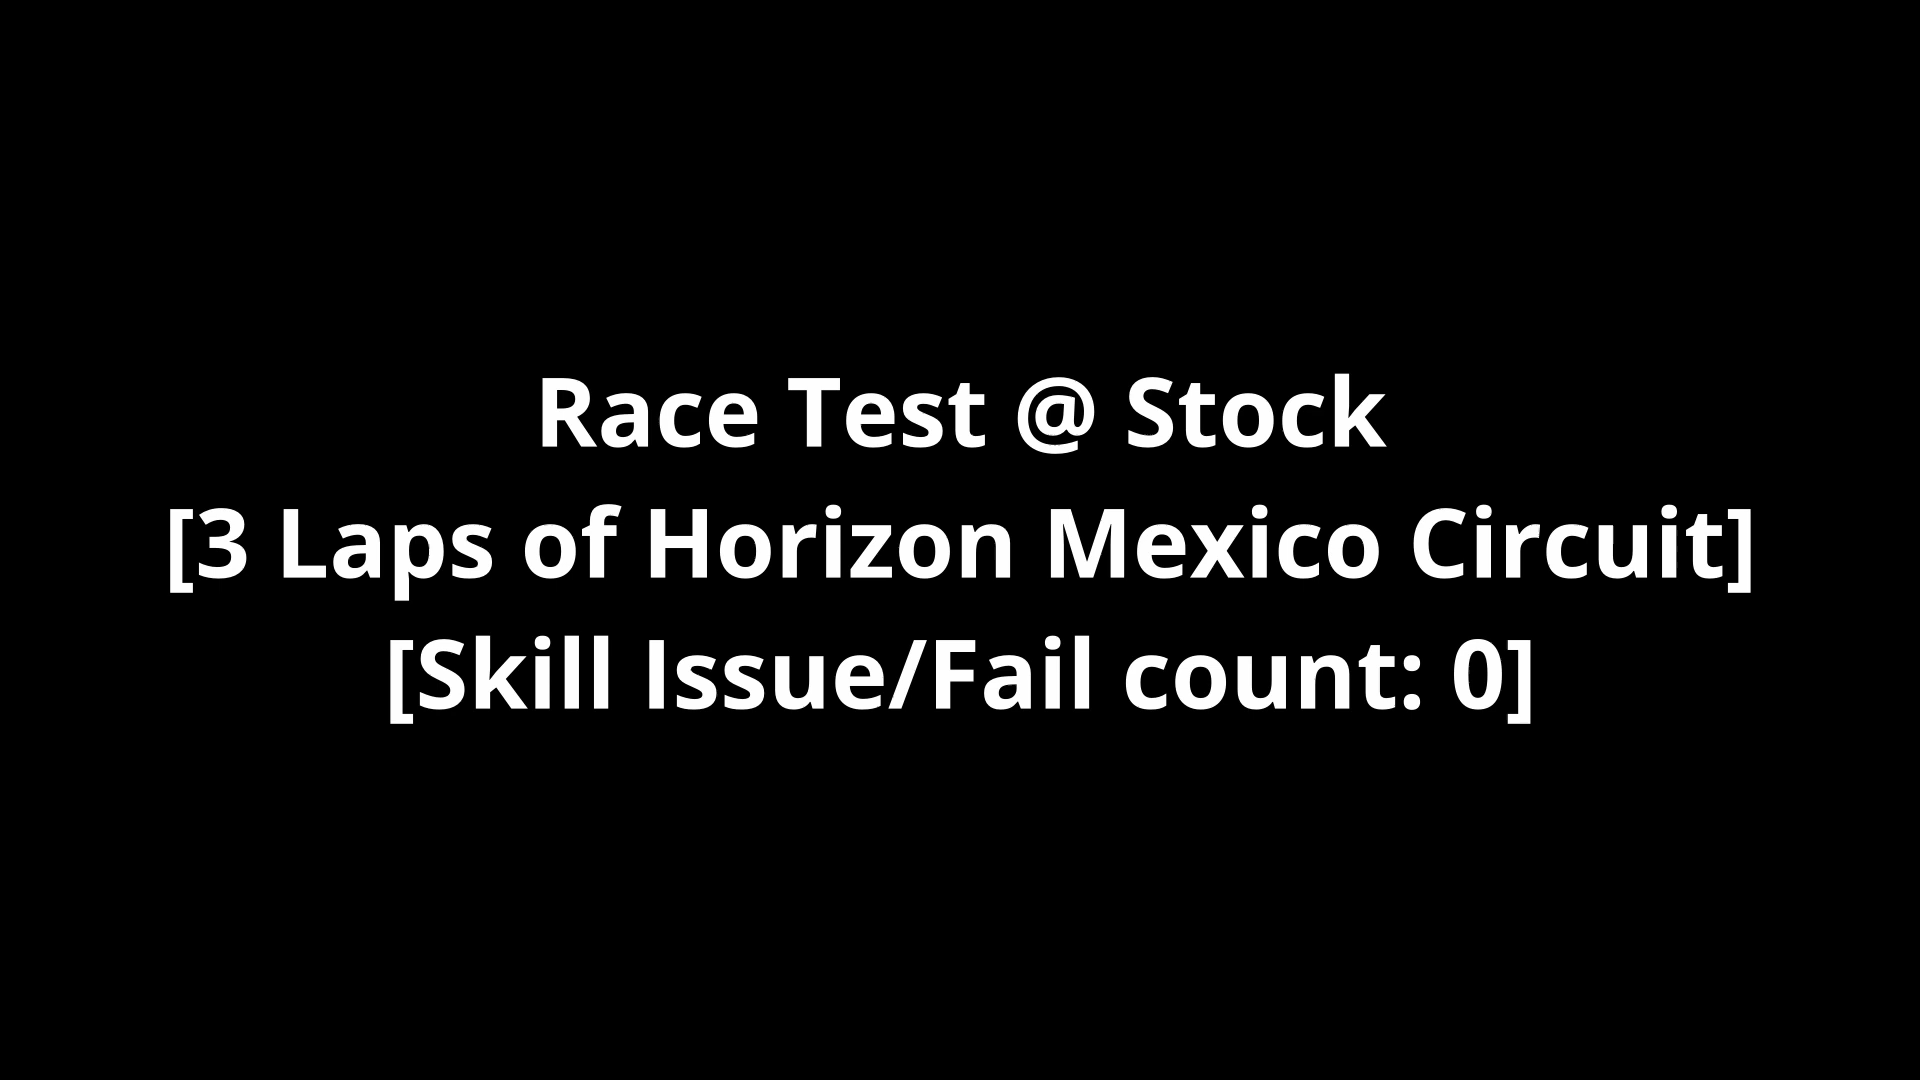 Race Test @ Stock
[3 Laps of Horizon Mexico Circuit]
[Skill Issue/Fail count: 0]